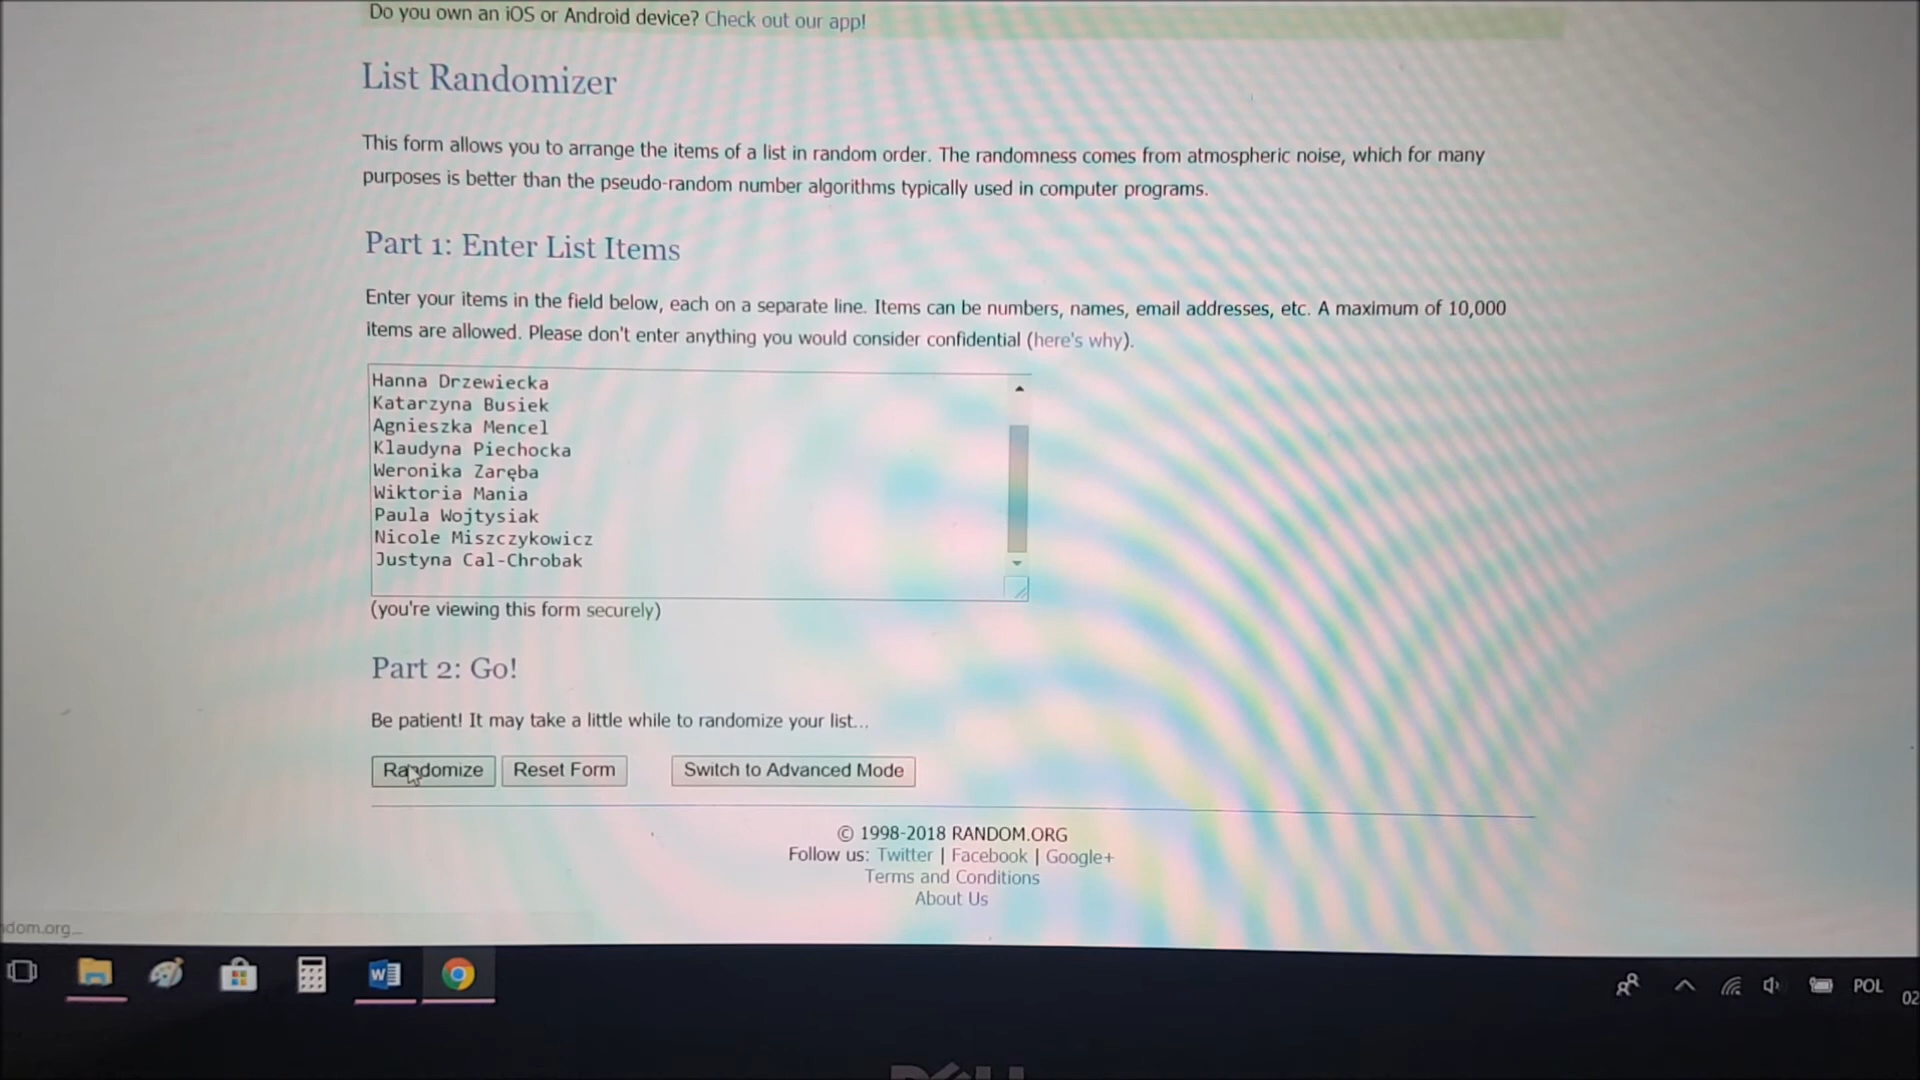 Do you own an iOS or Android device? Check out our app!
List Randomizer
This form allows you to arrange the items of a list in random order. The randomness comes from atmospheric noise, which for many
purposes is better than the pseudo-random number algorithms typically used in computer programs.
Part 1: Enter List Items
Enter your items in the field below, each on a separate line. Items can be numbers, names, email addresses, etc. A maximum of 10,000
items are allowed. Please don't enter anything you would consider confidential (here's why).
Hanna Drzewiecka
Katarzyna Busiek
Agnieszka Mencel
Klaudyna Piechocka
Weronika Zaręba
Wiktoria Mania
Paula Wojtysiak
Nicole Miszczykowicz
Justyna Cal-Chrobak
(you're viewing this form securely)
Part 2: Go!
Be patient! It may take a little while to randomize your list...
Randomize Reset Form Switch to Advanced Mode
© 1998-2018 RANDOM.ORG
Follow us: Twitter | Facebook | Google+
Terms and Conditions
About Us
dom.org...
POL
02
DELL